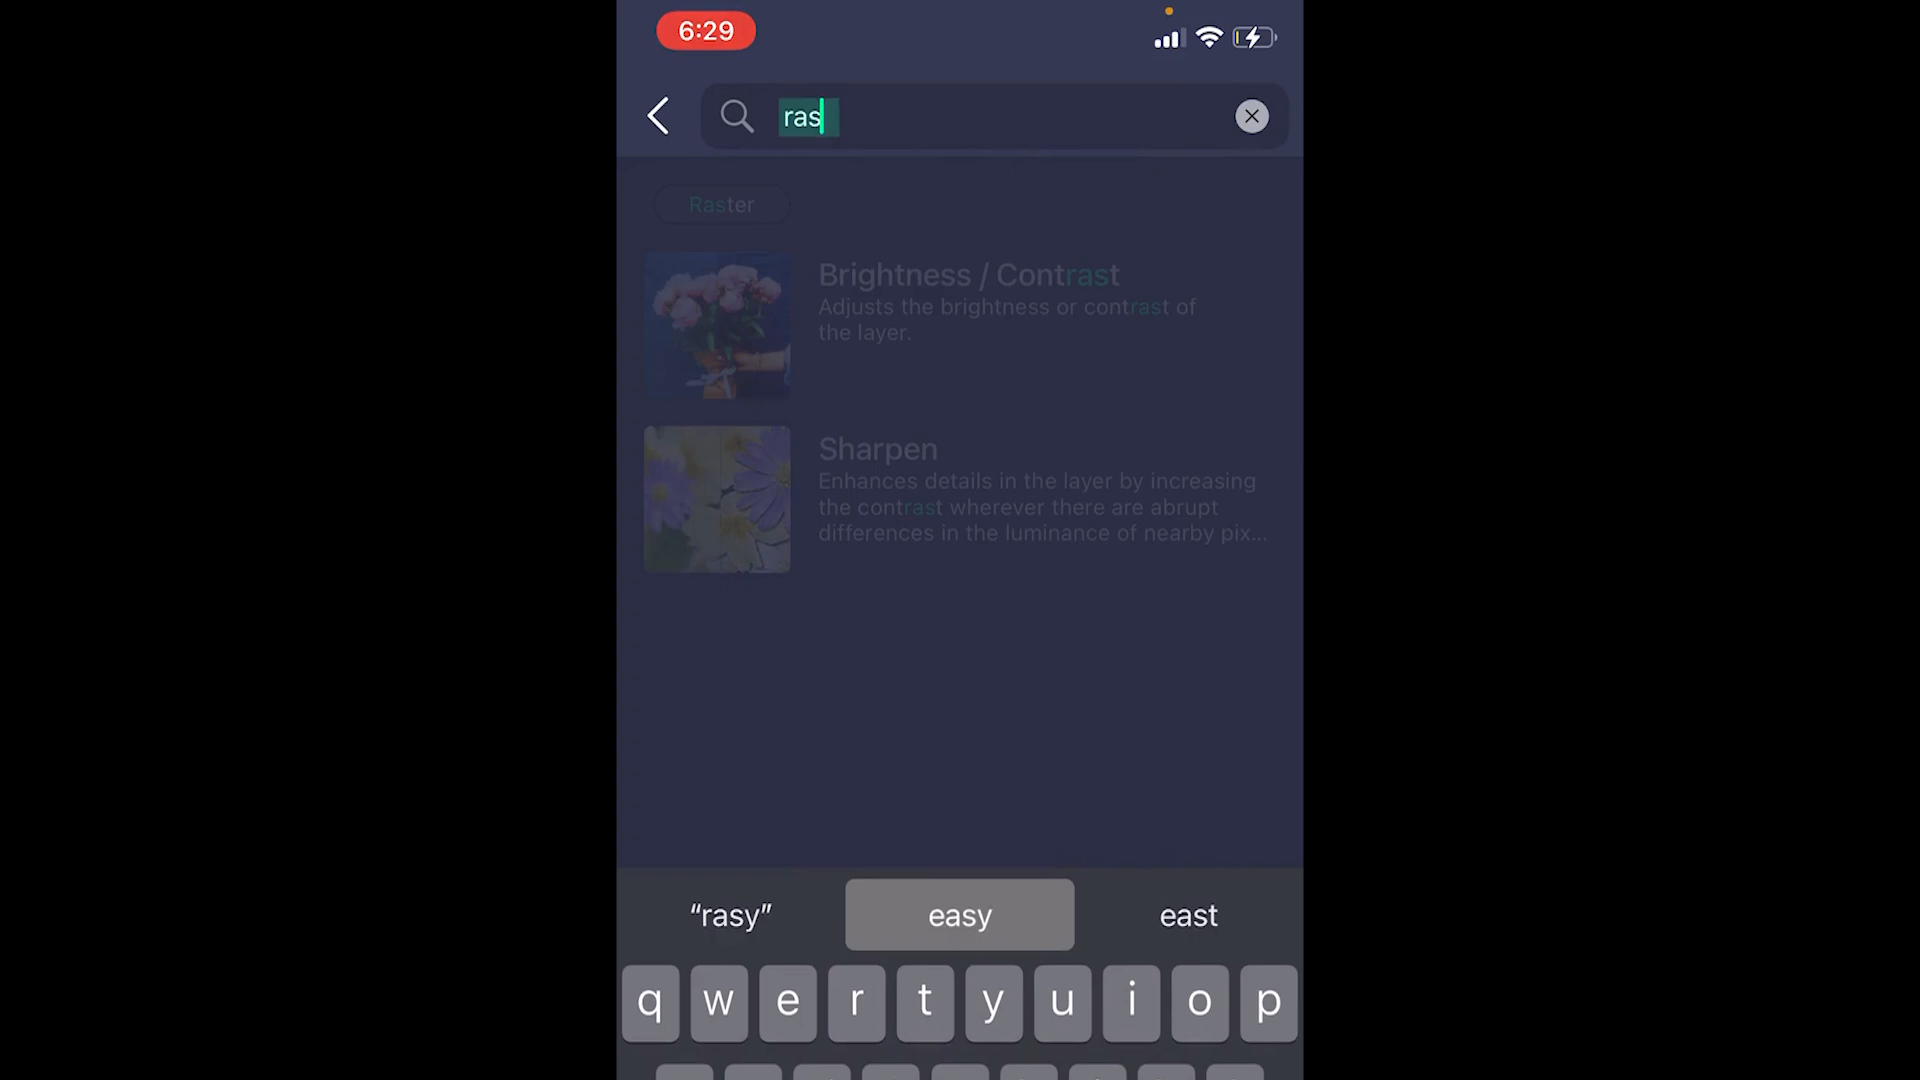 6:29
ras
Raster
Brightness / Contrast
Adjusts the brightness or contrast of
the layer.
Sharpen
Enhances details in the layer by increasing
the contrast wherever there are abrupt
differences in the luminance of nearby pix...
“rasy” easy east
q w e r t y u i o p